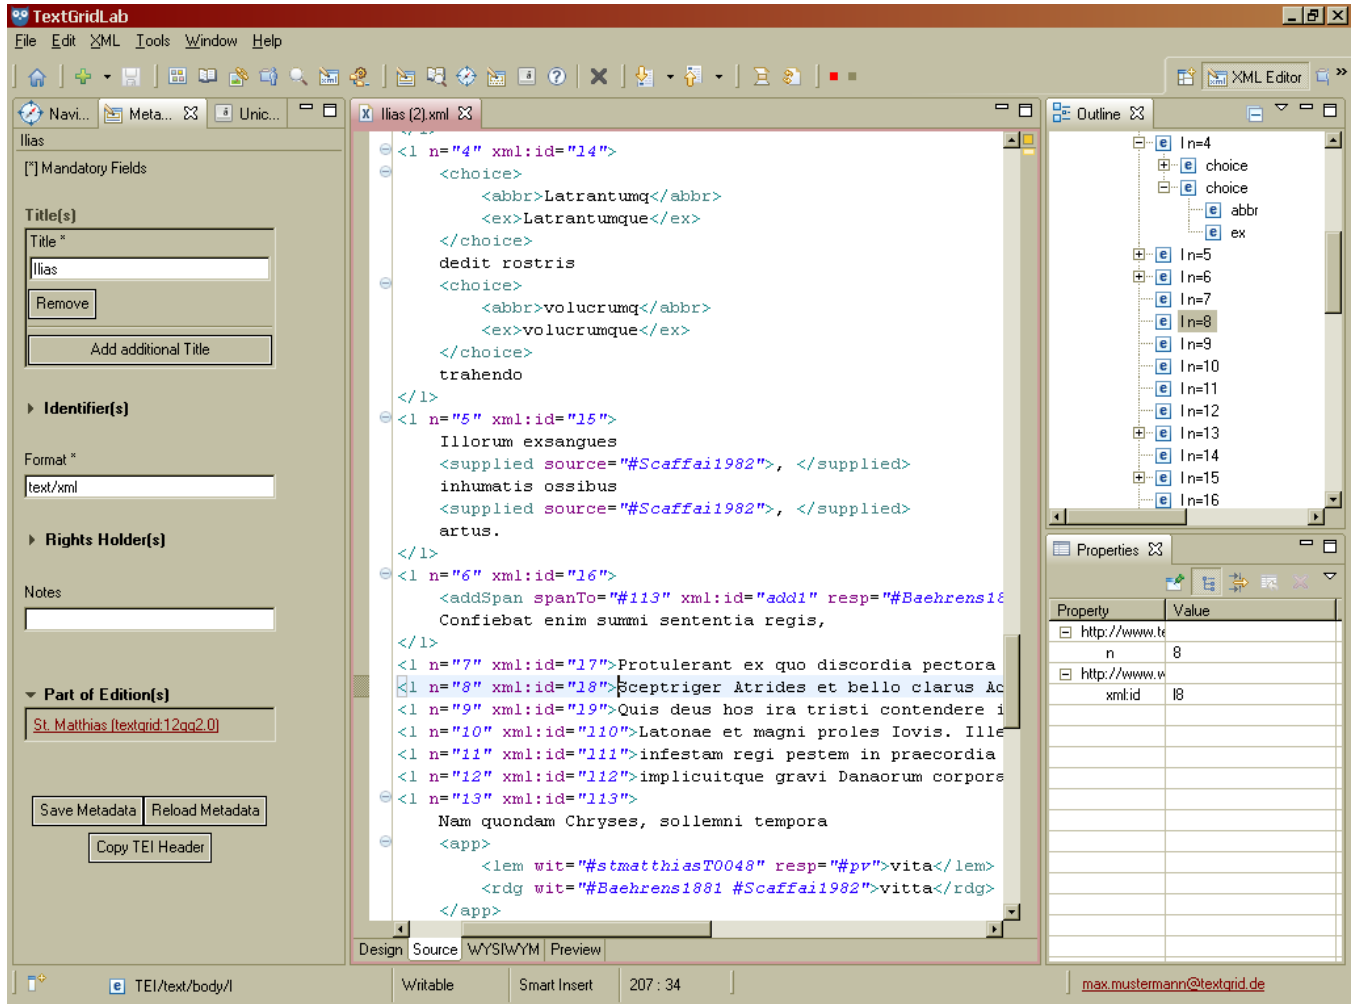 TextGridLab
File Edit XML Tools Window Help
XML Editor
Navi... Meta... Unic...
Ilias
[*] Mandatory Fields
Title(s)
Title *
Ilias
Remove
Add additional Title
Identifier(s)
Format *
text/xml
Rights Holder(s)
Notes
Part of Edition(s)
St. Matthias (textgrid:12gg2.0)
Save Metadata Reload Metadata
Copy TEI Header
Ilias (2).xml
</l>
<l n="4" xml:id="l4">
<choice>
<abbr>Latrantumq</abbr>
<ex>Latrantumque</ex>
</choice>
dedit rostris
<choice>
<abbr>volucrumq</abbr>
<ex>volucrumque</ex>
</choice>
trahendo
</l>
<l n="5" xml:id="l5">
Illorum exsangues
<supplied source="#Scaffai1982">, </supplied>
inhumatis ossibus
<supplied source="#Scaffai1982">, </supplied>
artus.
</l>
<l n="6" xml:id="l6">
<addSpan spanTo="#113" xml:id="add1" resp="#Baehrens18
Confiebat enim summi sententia regis,
</l>
<l n="7" xml:id="l7">Protulerant ex quo discordia pectora
<l n="8" xml:id="l8">Sceptriger Atrides et bello clarus Ac
<l n="9" xml:id="l9">Quis deus hos ira tristi contendere i
<l n="10" xml:id="l10">Latonae et magni proles Iovis. Ille
<l n="11" xml:id="l11">infestam regi pestem in praecordia
<l n="12" xml:id="l12">implicuitque gravi Danaorum corpora
<l n="13" xml:id="l13">
Nam quondam Chryses, sollemni tempora
<app>
<lem wit="#stmatthiasT0048" resp="#pv">vita</lem>
<rdg wit="#Baehrens1881 #Scaffai1982">vitta</rdg>
</app>
Design Source WYSIWYM Preview
Outline
l n=4
choice
choice
abbr
ex
l n=5
l n=6
l n=7
l n=8
l n=9
l n=10
l n=11
l n=12
l n=13
l n=14
l n=15
l n=16
Properties
Property Value
http://www.te
n 8
http://www.w
xml:id l8
TEI/text/body/l
Writable
Smart Insert
207 : 34
max.mustermann@textgrid.de